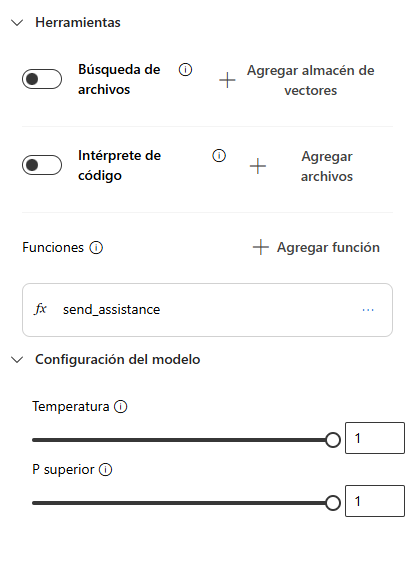 Herramientas
Búsqueda de
archivos
Agregar almacén de
vectores
Intérprete de
código
Agregar
archivos
Funciones
Agregar función
fx send_assistance
Configuración del modelo
Temperatura
1
P superior
1